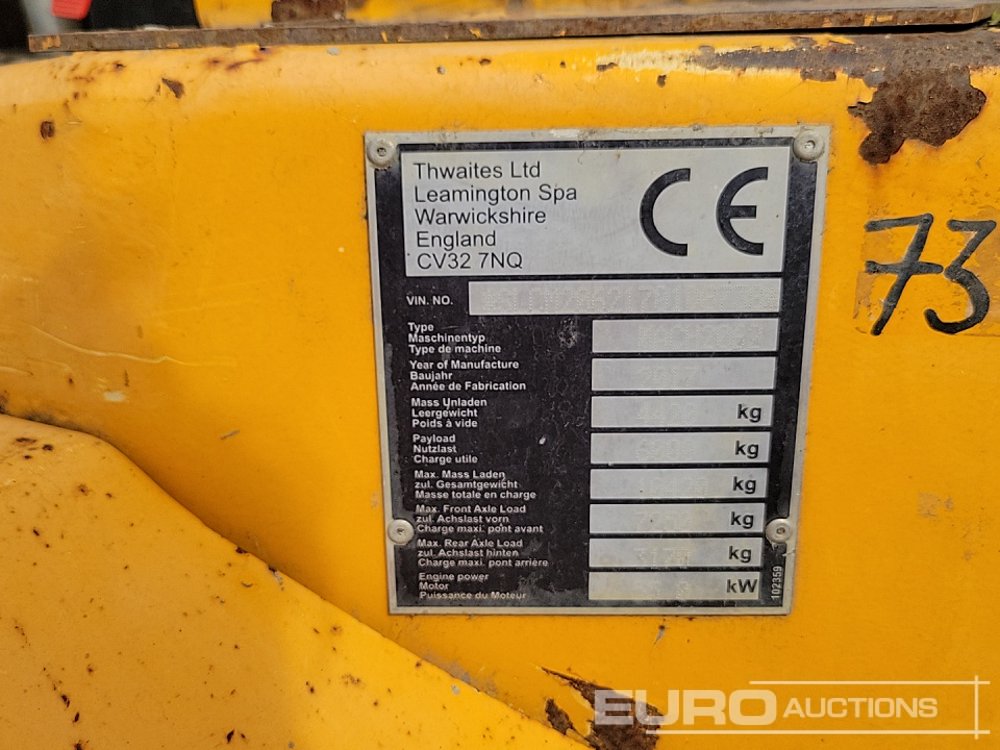 Thwaites Ltd
Leamington Spa
Warwickshire
England
CV32 7NQ
CE
VIN. NO.
Type
Maschinentyp
Type de machine
Year of Manufacture
Baujahr
Année de Fabrication
Mass Unladen
Leergewicht
Poids à vide
kg
Payload
Nutzlast
Charge utile
kg
Max. Mass Laden
zul. Gesamtgewicht
Masse totale en charge
kg
Max. Front Axle Load
zul. Achslast vorn
Charge maxi. pont avant
kg
Max. Rear Axle Load
zul. Achslast hinten
Charge maxi. pont arrière
kg
Engine power
Motor
Puissance du Moteur
kW
102359
73
EURO AUCTIONS